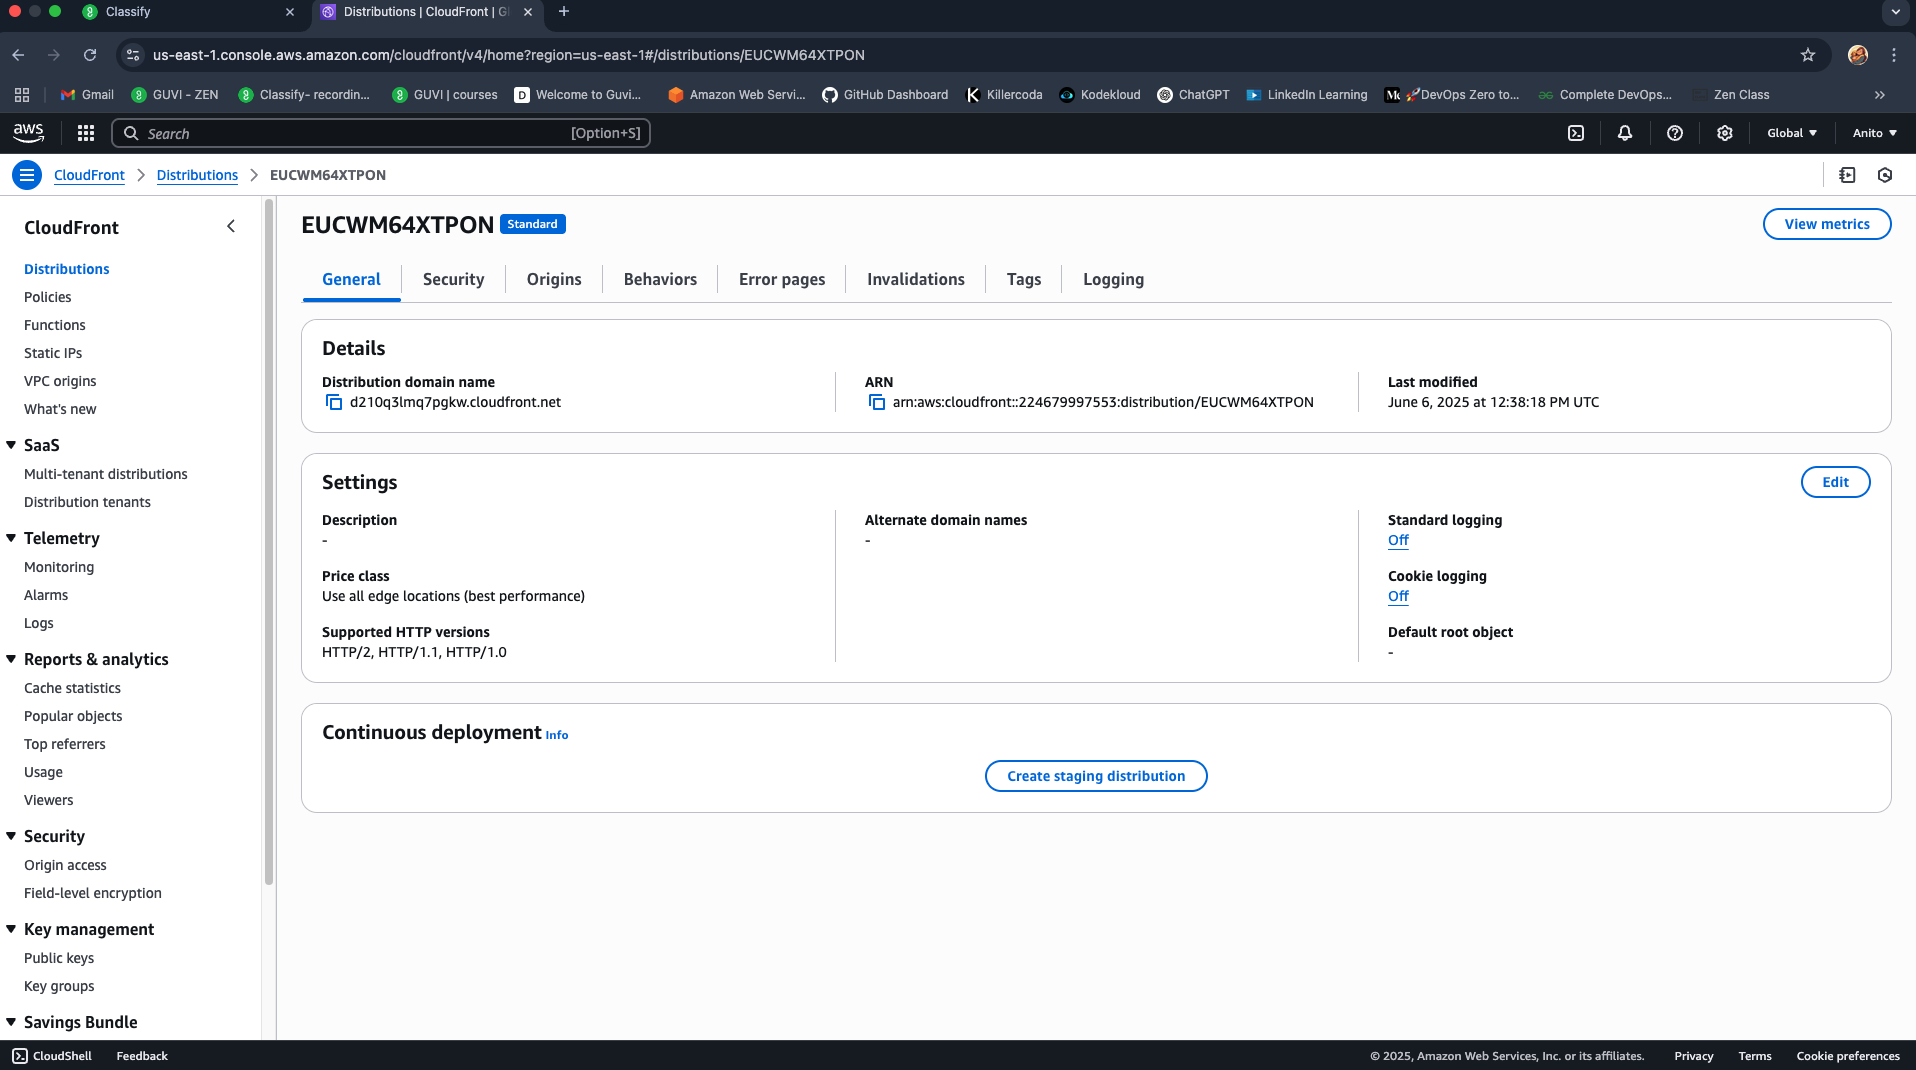 Classify
Distributions | CloudFront | Gl
us-east-1.console.aws.amazon.com/cloudfront/v4/home?region=us-east-1#/distributions/EUCWM64XTPON
Gmail
GUVI - ZEN
Classify- recordin...
GUVI | courses
Welcome to Guvi...
Amazon Web Servi...
GitHub Dashboard
Killercoda
Kodekloud
ChatGPT
LinkedIn Learning
🚀DevOps Zero to...
Complete DevOps...
Zen Class
aws
Search
[Option+S]
Global
Anito
CloudFront
Distributions
EUCWM64XTPON
CloudFront
Distributions
Policies
Functions
Static IPs
VPC origins
What's new
SaaS
Multi-tenant distributions
Distribution tenants
Telemetry
Monitoring
Alarms
Logs
Reports & analytics
Cache statistics
Popular objects
Top referrers
Usage
Viewers
Security
Origin access
Field-level encryption
Key management
Public keys
Key groups
Savings Bundle
EUCWM64XTPON Standard
View metrics
General
Security
Origins
Behaviors
Error pages
Invalidations
Tags
Logging
Details
Distribution domain name
d210q3lmq7pgkw.cloudfront.net
ARN
arn:aws:cloudfront::224679997553:distribution/EUCWM64XTPON
Last modified
June 6, 2025 at 12:38:18 PM UTC
Settings
Edit
Description
-
Price class
Use all edge locations (best performance)
Supported HTTP versions
HTTP/2, HTTP/1.1, HTTP/1.0
Alternate domain names
-
Standard logging
Off
Cookie logging
Off
Default root object
-
Continuous deployment Info
Create staging distribution
CloudShell
Feedback
© 2025, Amazon Web Services, Inc. or its affiliates.
Privacy
Terms
Cookie preferences